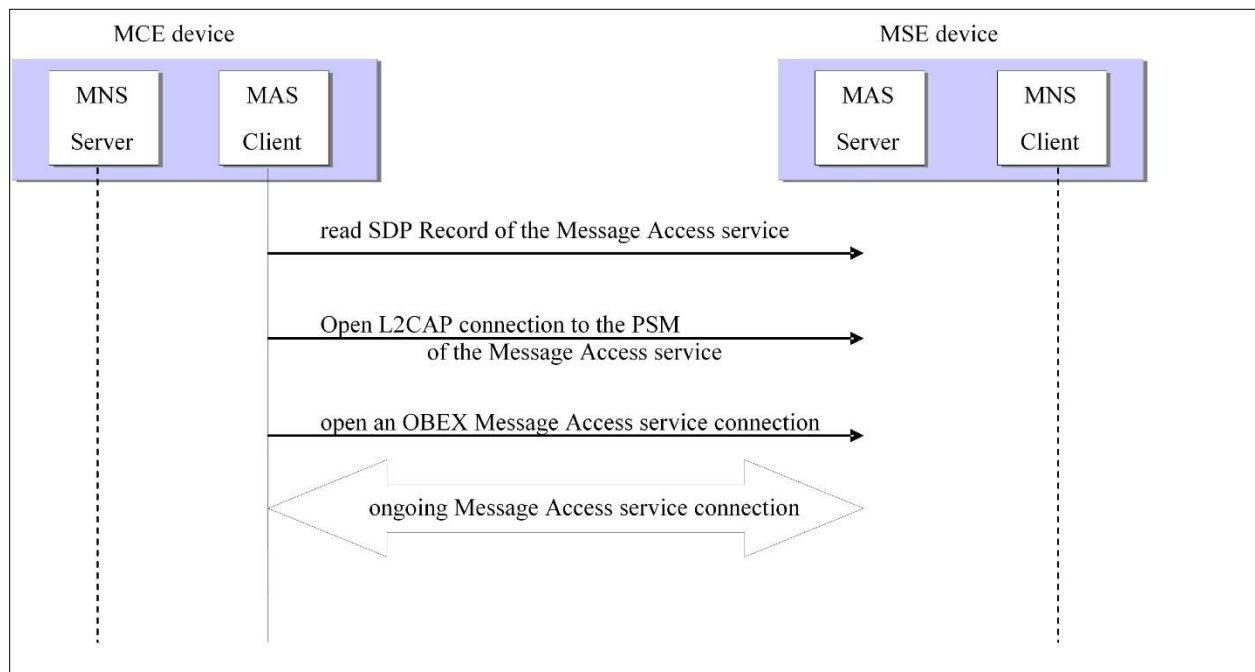 MCE device
MSE device
MNS
Server
MAS
Client
MAS
Server
MNS
Client
read SDP Record of the Message Access service
Open L2CAP connection to the PSM
of the Message Access service
open an OBEX Message Access service connection
ongoing Message Access service connection